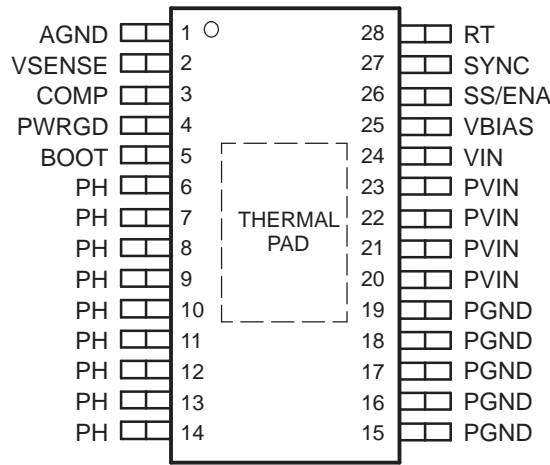 AGND 1 28 RT
VSENSE 2 27 SYNC
COMP 3 26 SS/ENA
PWRGD 4 25 VBIAS
BOOT 5 24 VIN
PH 6 23 PVIN
PH 7 THERMAL 22 PVIN
PH 8 PAD 21 PVIN
PH 9 20 PVIN
PH 10 19 PGND
PH 11 18 PGND
PH 12 17 PGND
PH 13 16 PGND
PH 14 15 PGND